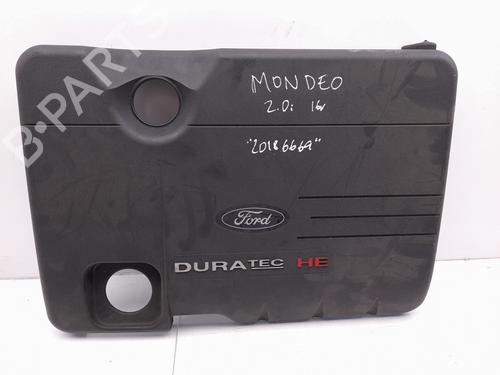 B-PARTS
MONDEO
2.0i 16v
"20186669"
Ford
DURATEC HE